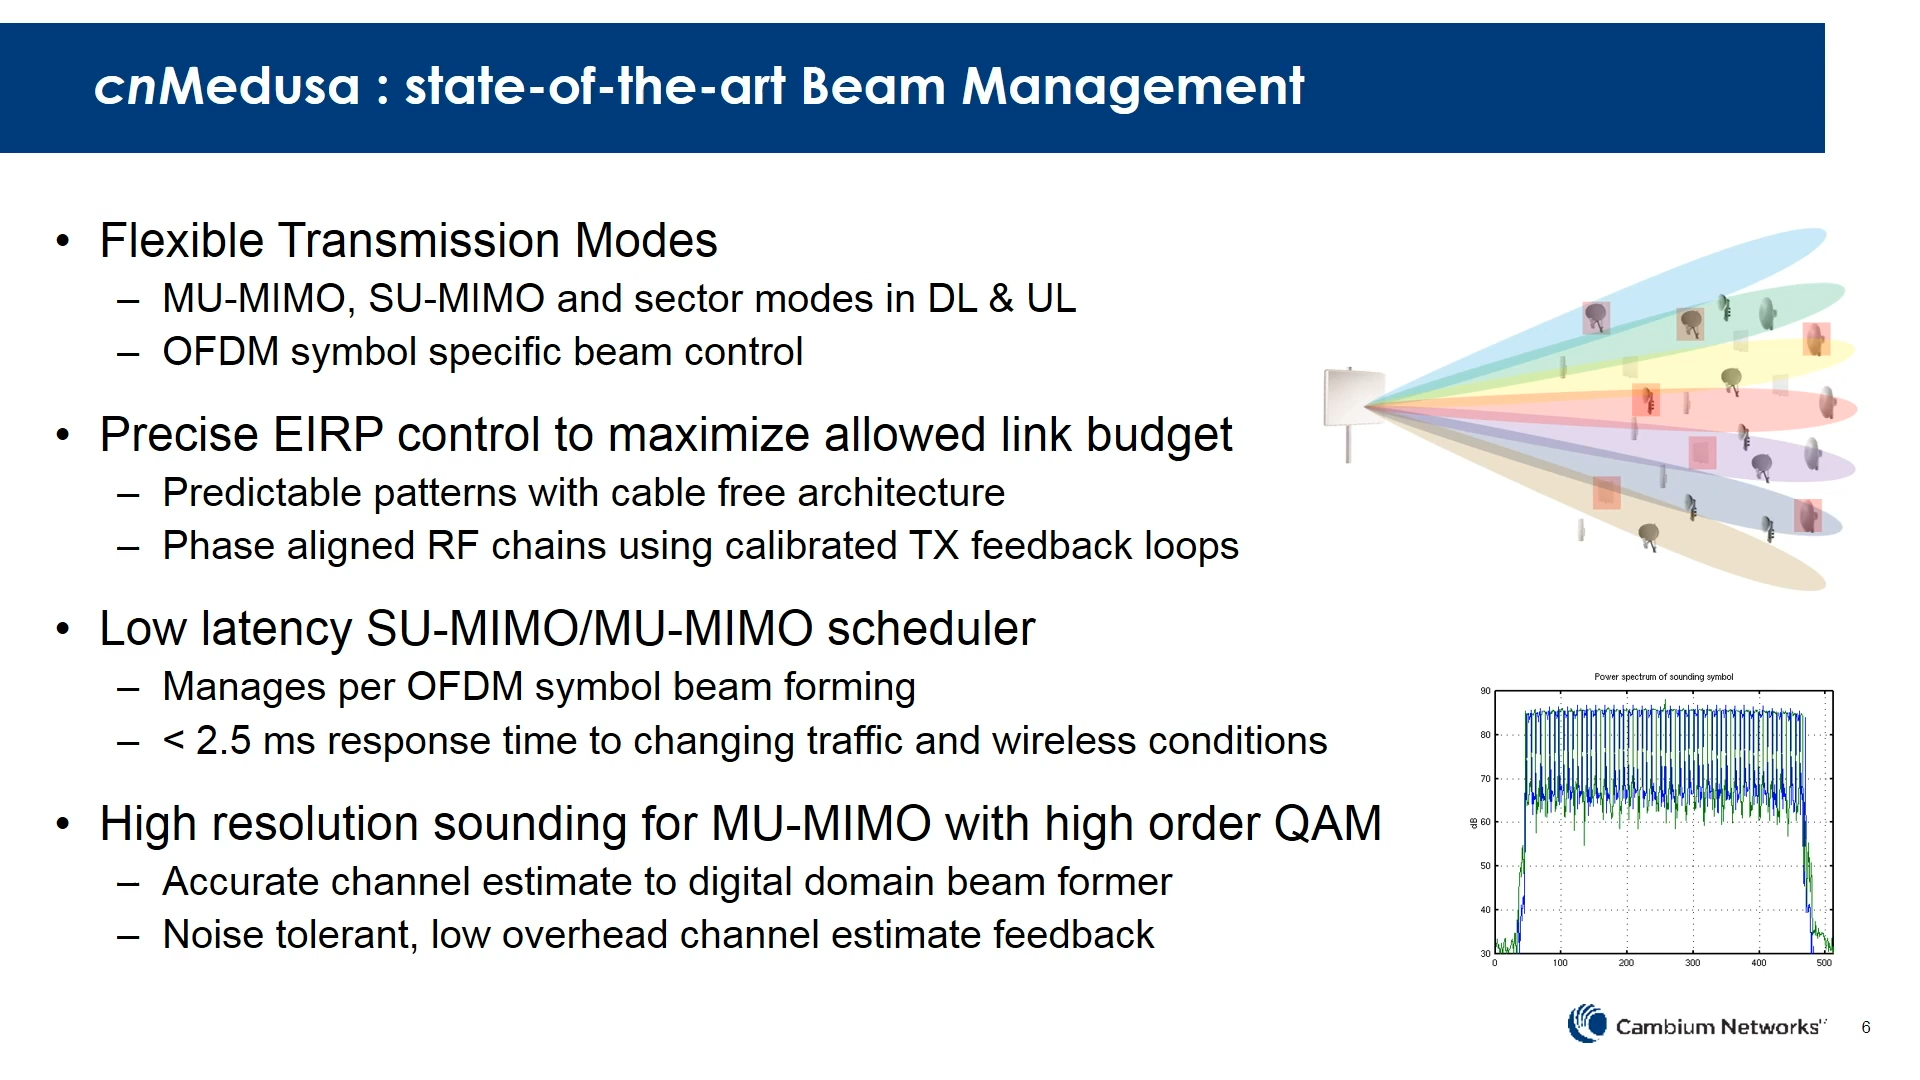 cnMedusa : state-of-the-art Beam Management
• Flexible Transmission Modes
– MU-MIMO, SU-MIMO and sector modes in DL & UL
– OFDM symbol specific beam control
• Precise EIRP control to maximize allowed link budget
– Predictable patterns with cable free architecture
– Phase aligned RF chains using calibrated TX feedback loops
• Low latency SU-MIMO/MU-MIMO scheduler
– Manages per OFDM symbol beam forming
– < 2.5 ms response time to changing traffic and wireless conditions
• High resolution sounding for MU-MIMO with high order QAM
– Accurate channel estimate to digital domain beam former
– Noise tolerant, low overhead channel estimate feedback
Power spectrum of sounding symbol
90
80
70
60
50
40
30
dB
0 100 200 300 400 500
Cambium Networks
6